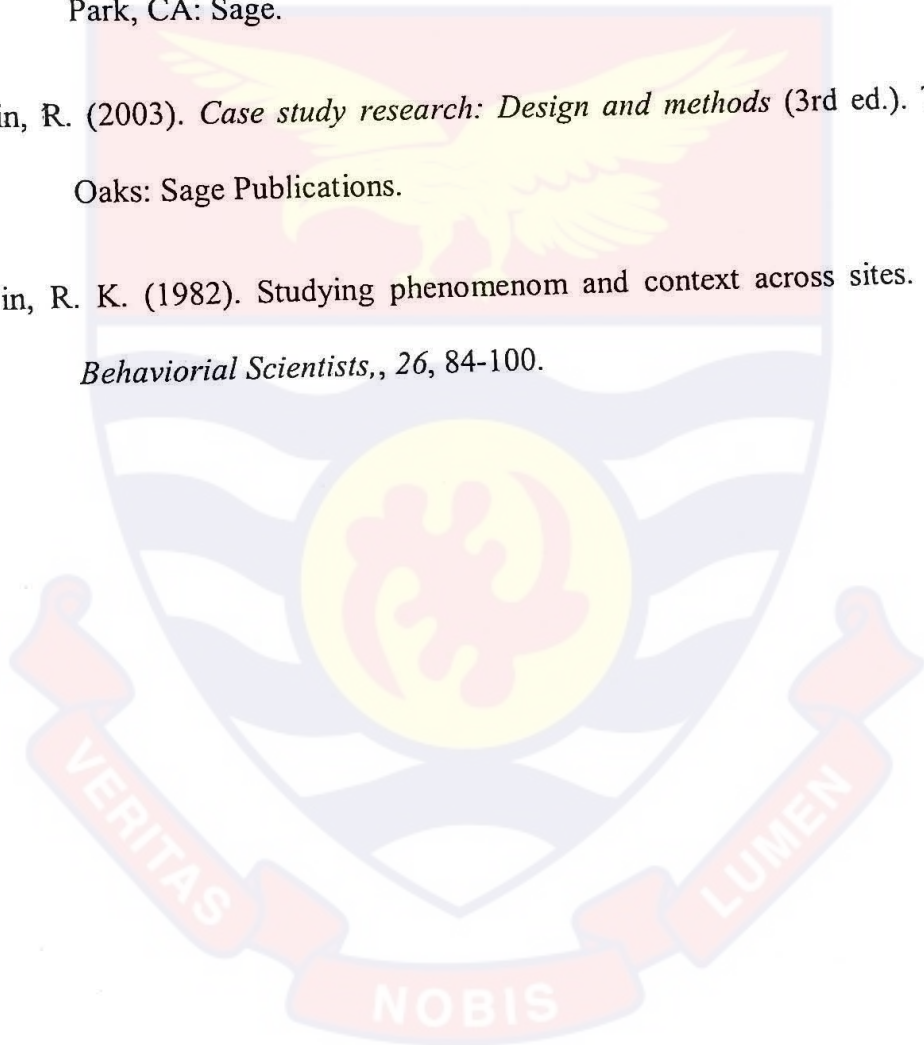 Park, CA: Sage.
in, R. (2003). Case study research: Design and methods (3rd ed.).
Oaks: Sage Publications.
in, R. K. (1982). Studying phenomenom and context across sites.
Behaviorial Scientists,, 26, 84-100.
VERITAS
LUMEN
NOBIS